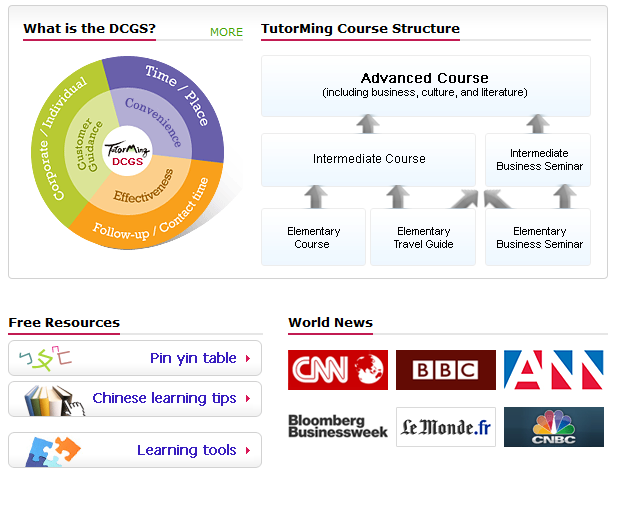 What is the DCGS?
MORE
Corporate / Individual
Time / Place
Customer
Guidance
Convenience
TutorMing
DCGS
Effectiveness
Follow-up / Contact time
TutorMing Course Structure
Advanced Course
(including business, culture, and literature)
Intermediate Course
Intermediate
Business Seminar
Elementary
Course
Elementary
Travel Guide
Elementary
Business Seminar
Free Resources
ㄅㄆㄷ
Pin yin table
Chinese learning tips
Learning tools
World News
CNN
BBC
ANN
Bloomberg
Businessweek
Le Monde.fr
CNBC